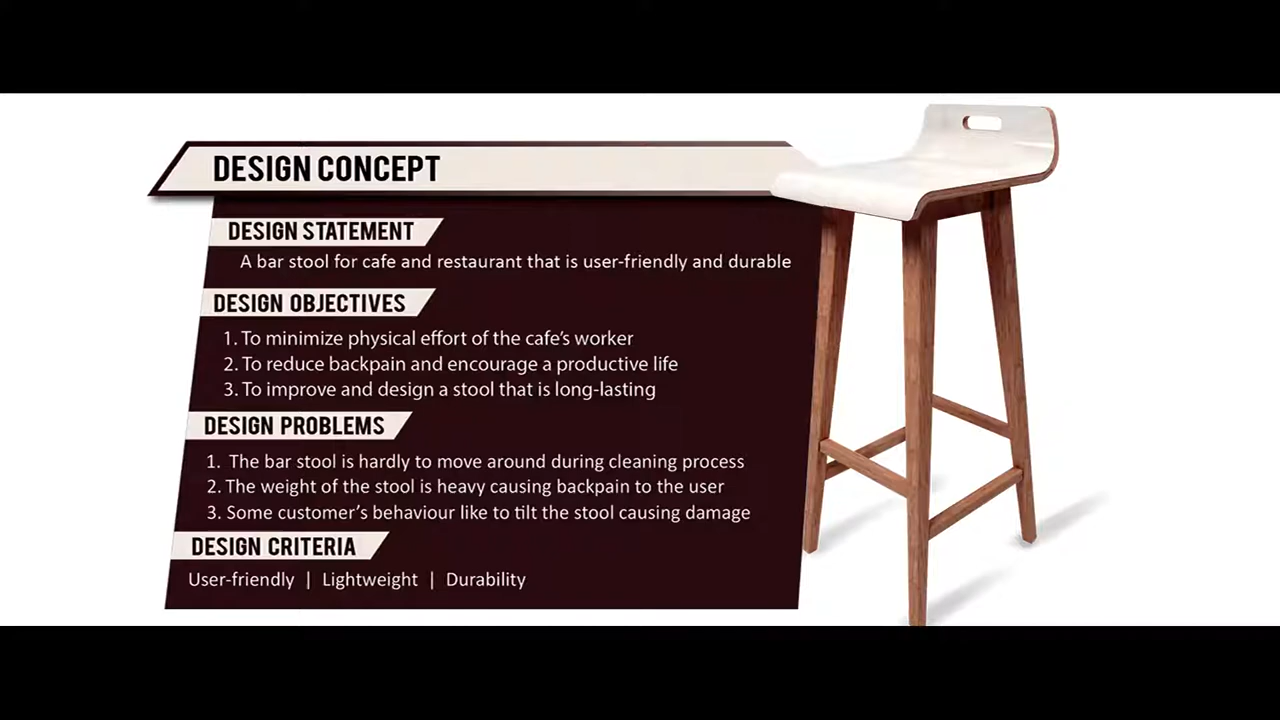 DESIGN CONCEPT
DESIGN STATEMENT
A bar stool for cafe and restaurant that is user-friendly and durable
DESIGN OBJECTIVES
1. To minimize physical effort of the cafe's worker
2. To reduce backpain and encourage a productive life
3. To improve and design a stool that is long-lasting
DESIGN PROBLEMS
1. The bar stool is hardly to move around during cleaning process
2. The weight of the stool is heavy causing backpain to the user
3. Some customer's behaviour like to tilt the stool causing damage
DESIGN CRITERIA
User-friendly | Lightweight | Durability